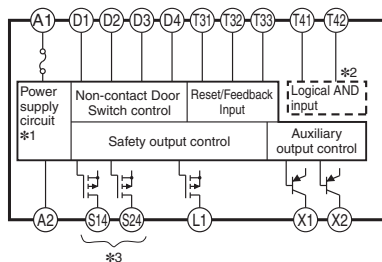 A1 D1 D2 D3 D4 T31 T32 T33 T41 T42
*2
Power
supply
circuit
*1
Non-contact Door
Switch control
Reset/Feedback
Input
Logical AND
input
Safety output control
Auxiliary
output control
A2 S14 S24 L1 X1 X2
*3